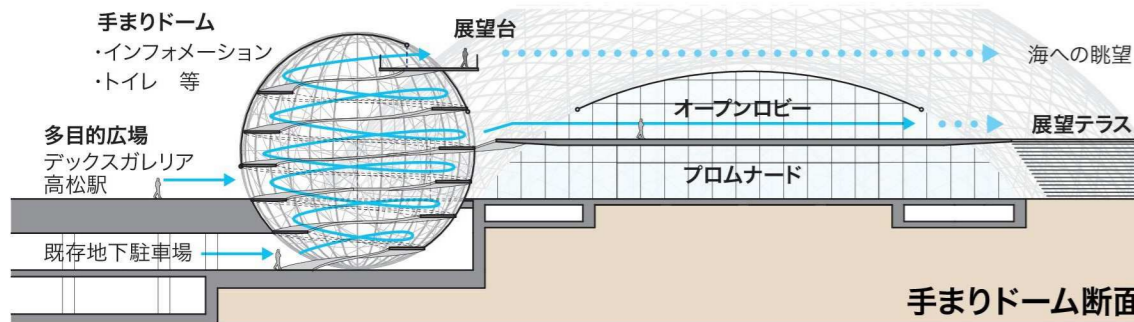 手まりドーム
・インフォメーション
・トイレ 等
展望台
海への眺望
多目的広場
デックスガレリア
高松駅
オープンロビー
展望テラス
プロムナード
既存地下駐車場
手まりドーム断面